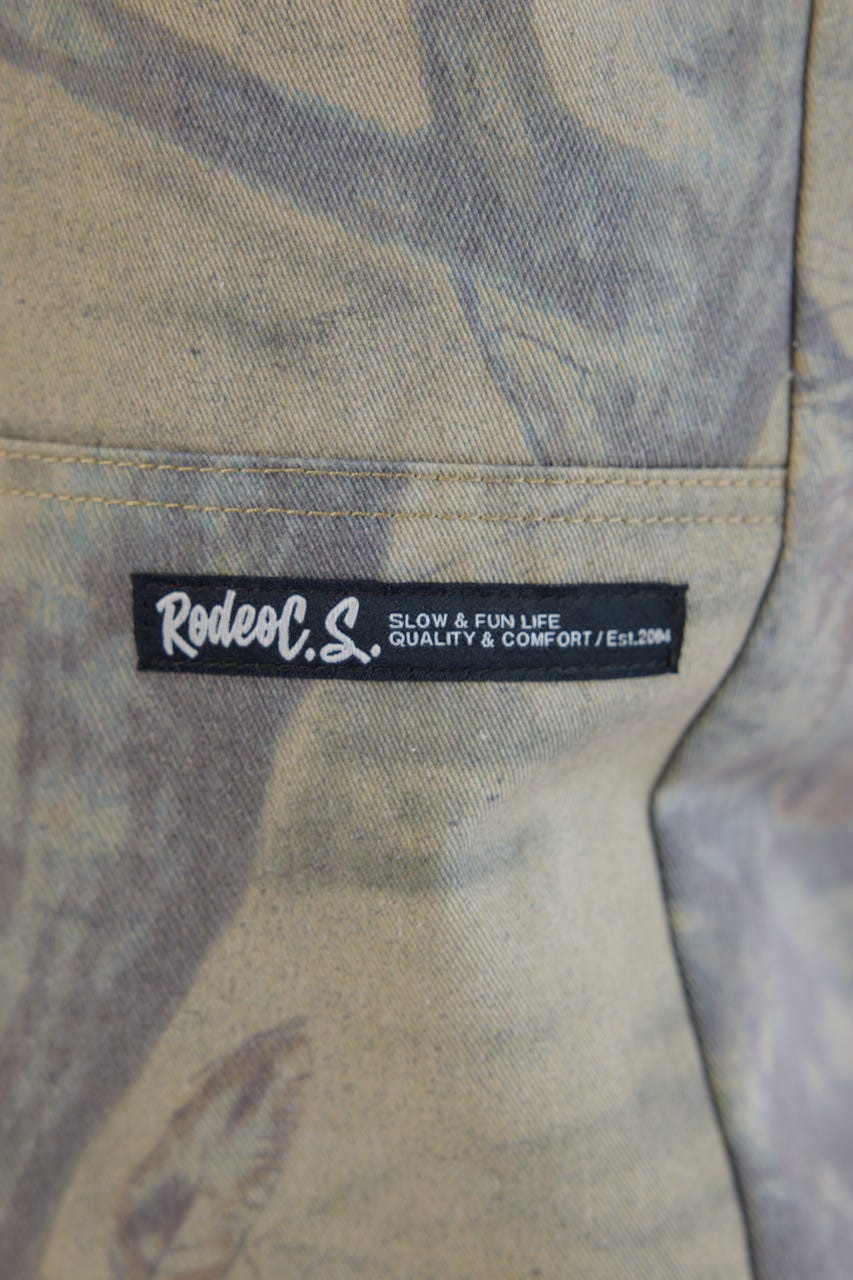 RodeoC.S.
SLOW & FUN LIFE
QUALITY & COMFORT / Est.2004